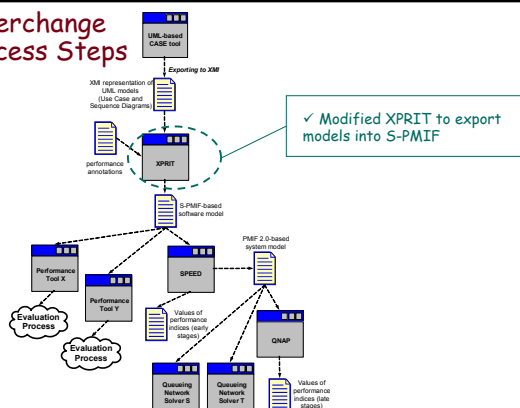 erchange
cess Steps
UML-based
CASE tool
Exporting to XMI
XMI representation of
UML models
(Use Case and
Sequence Diagrams)
✓ Modified XPRIT to export
models into S-PMIF
XPRIT
performance
annotations
S-PMIF-based
software model
PMIF 2.0-based
system model
Performance
Tool X
SPEED
Performance
Tool Y
Evaluation
Process
Values of
performance
indices (early
stages)
QNAP
Evaluation
Process
Queueing
Network
Solver S
Queueing
Network
Solver T
Values of
performance
indices (late
stages)